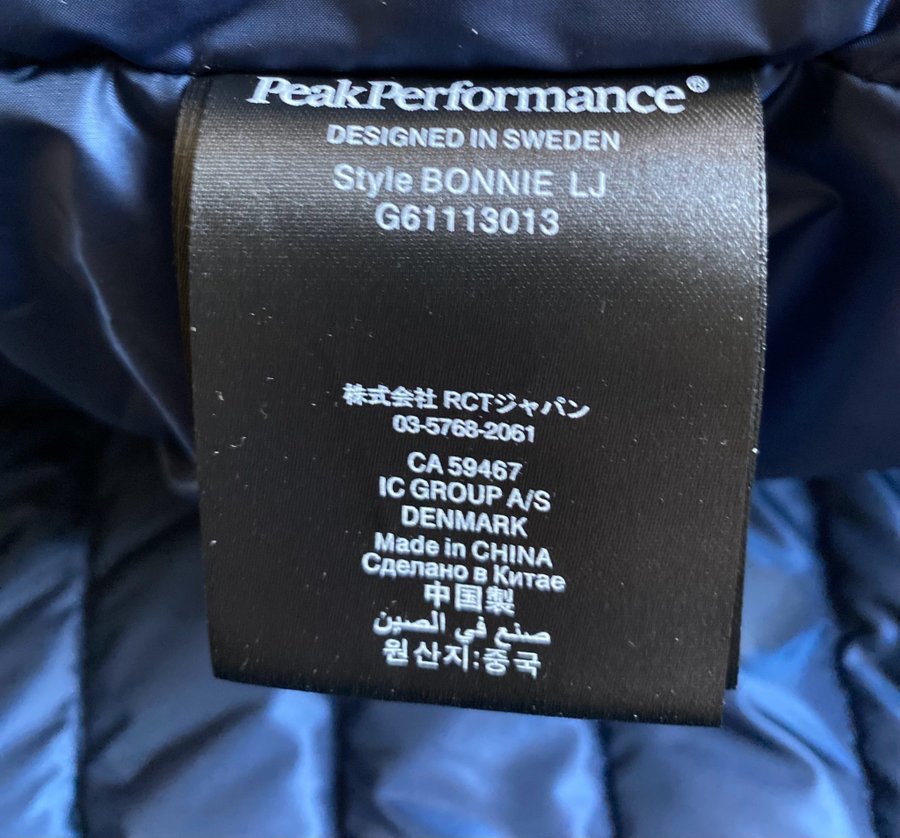 PeakPerformance®
DESIGNED IN SWEDEN
Style BONNIE LJ
G61113013
株式会社 RCTジャパン
03-5768-2061
CA 59467
IC GROUP A/S
DENMARK
Made in CHINA
Сделано в Китае
中国製
صنع في الصين
원산지:중국